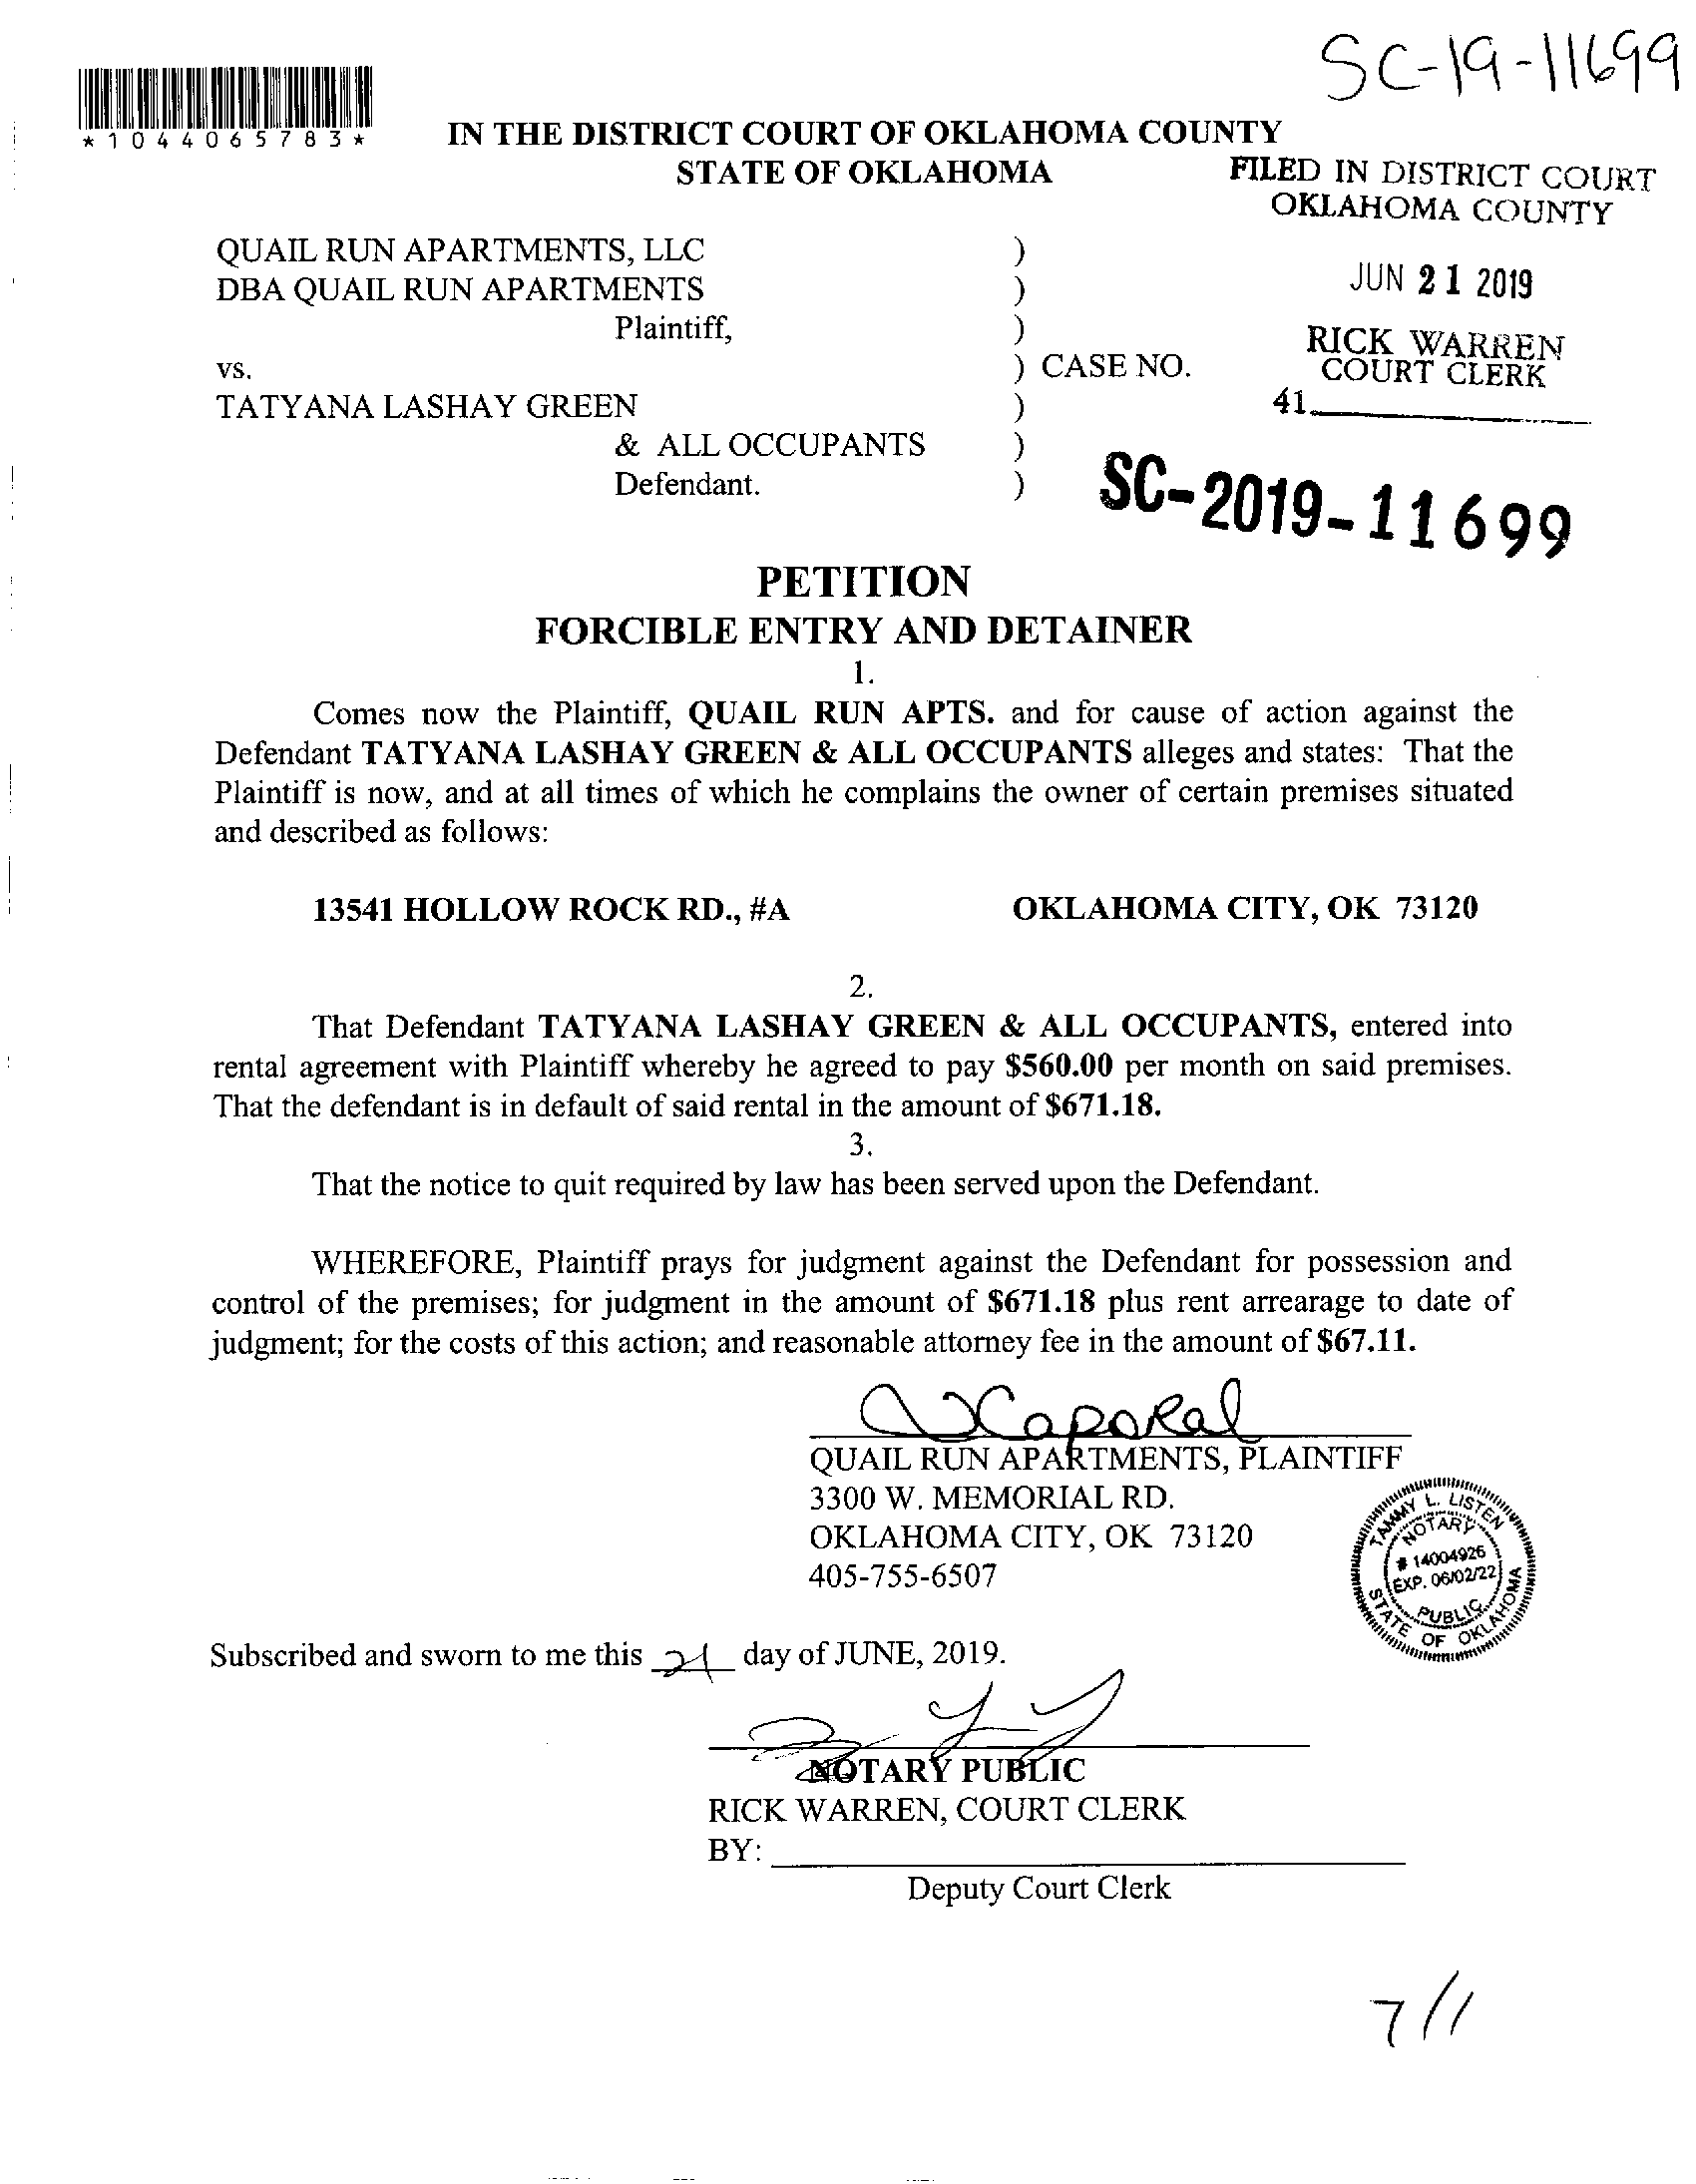 SC-19-11699
*1044065783*
IN THE DISTRICT COURT OF OKLAHOMA COUNTY
STATE OF OKLAHOMA
FILED IN DISTRICT COURT
OKLAHOMA COUNTY
JUN 21 2019
RICK WARREN
COURT CLERK
41
QUAIL RUN APARTMENTS, LLC )
DBA QUAIL RUN APARTMENTS )
Plaintiff, )
vs. ) CASE NO.
TATYANA LASHAY GREEN )
& ALL OCCUPANTS )
Defendant. )
SC-2019-11699
PETITION
FORCIBLE ENTRY AND DETAINER
1.
Comes now the Plaintiff, QUAIL RUN APTS. and for cause of action against the
Defendant TATYANA LASHAY GREEN & ALL OCCUPANTS alleges and states: That the
Plaintiff is now, and at all times of which he complains the owner of certain premises situated
and described as follows:
13541 HOLLOW ROCK RD., #A OKLAHOMA CITY, OK 73120
2.
That Defendant TATYANA LASHAY GREEN & ALL OCCUPANTS, entered into
rental agreement with Plaintiff whereby he agreed to pay $560.00 per month on said premises.
That the defendant is in default of said rental in the amount of $671.18.
3.
That the notice to quit required by law has been served upon the Defendant.
WHEREFORE, Plaintiff prays for judgment against the Defendant for possession and
control of the premises; for judgment in the amount of $671.18 plus rent arrearage to date of
judgment; for the costs of this action; and reasonable attorney fee in the amount of $67.11.
Caporal
QUAIL RUN APARTMENTS, PLAINTIFF
3300 W. MEMORIAL RD.
OKLAHOMA CITY, OK 73120
405-755-6507
TAMMY L. LISTEN
NOTARY
# 14004926
EXP. 06/02/22
PUBLIC
STATE OF OKLAHOMA
Subscribed and sworn to me this 21 day of JUNE, 2019.
NOTARY PUBLIC
RICK WARREN, COURT CLERK
BY:
Deputy Court Clerk
7/1